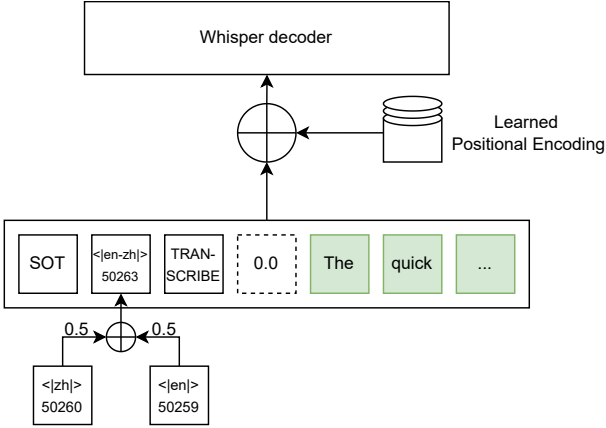 Whisper decoder
Learned
Positional Encoding
SOT
<|en-zh|>
50263
TRAN-
SCRIBE
0.0
The
quick
...
0.5
0.5
<|zh|>
50260
<|en|>
50259